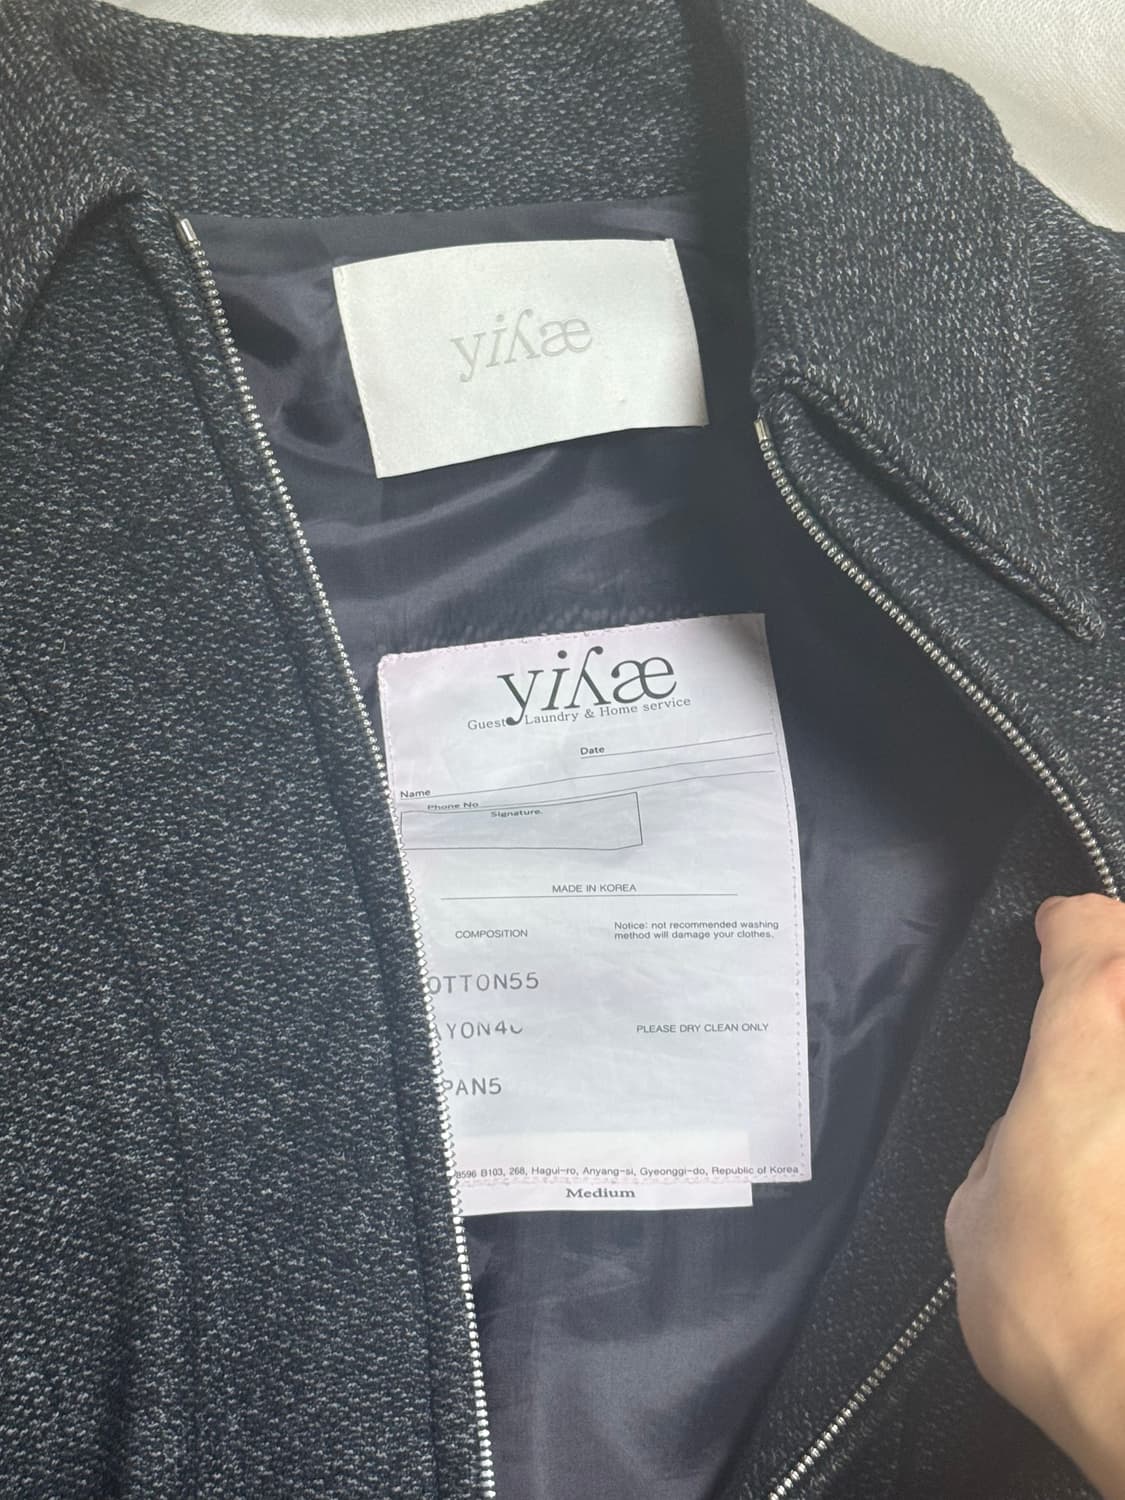 yiʎæ
yiʎæ
Guest Laundry & Home service
Date
Name
Phone No
Signature.
MADE IN KOREA
COMPOSITION
Notice: not recommended washing
method will damage your clothes.
OTTON55
AYON40
PLEASE DRY CLEAN ONLY
PAN5
8596 B103, 268, Hagui-ro, Anyang-si, Gyeonggi-do, Republic of Korea
Medium